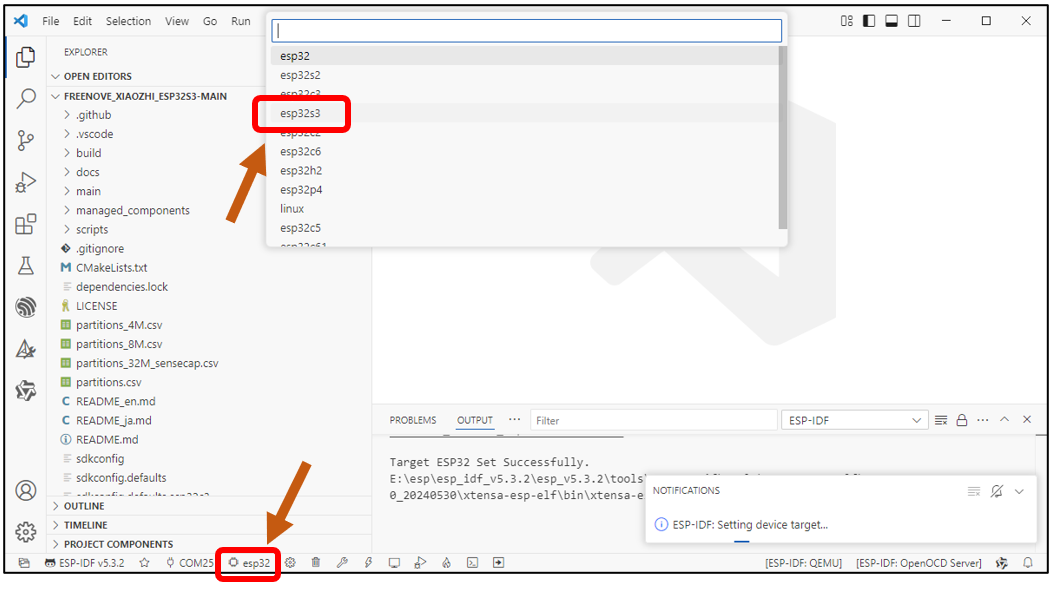 File Edit Selection View Go Run
EXPLORER
OPEN EDITORS
FREENOVE_XIAOZHI_ESP32S3-MAIN
.github
.vscode
build
docs
main
managed_components
scripts
.gitignore
CMakeLists.txt
dependencies.lock
LICENSE
partitions_4M.csv
partitions_8M.csv
partitions_32M_sensecap.csv
partitions.csv
README_en.md
README_ja.md
README.md
sdkconfig
sdkconfig.defaults
sdkconfig.defaults.esp32c3
OUTLINE
TIMELINE
PROJECT COMPONENTS
esp32
esp32s2
esp32c3
esp32s3
esp32c2
esp32c6
esp32h2
esp32p4
linux
esp32c5
esp32c61
PROBLEMS OUTPUT ... Filter ESP-IDF
Target ESP32 Set Successfully.
E:\esp\esp_idf_v5.3.2\esp_v5.3.2\tools
0_20240530\xtensa-esp-elf\bin\xtensa-e
NOTIFICATIONS
ESP-IDF: Setting device target...
ESP-IDF v5.3.2 COM25 esp32 [ESP-IDF: QEMU] [ESP-IDF: OpenOCD Server]